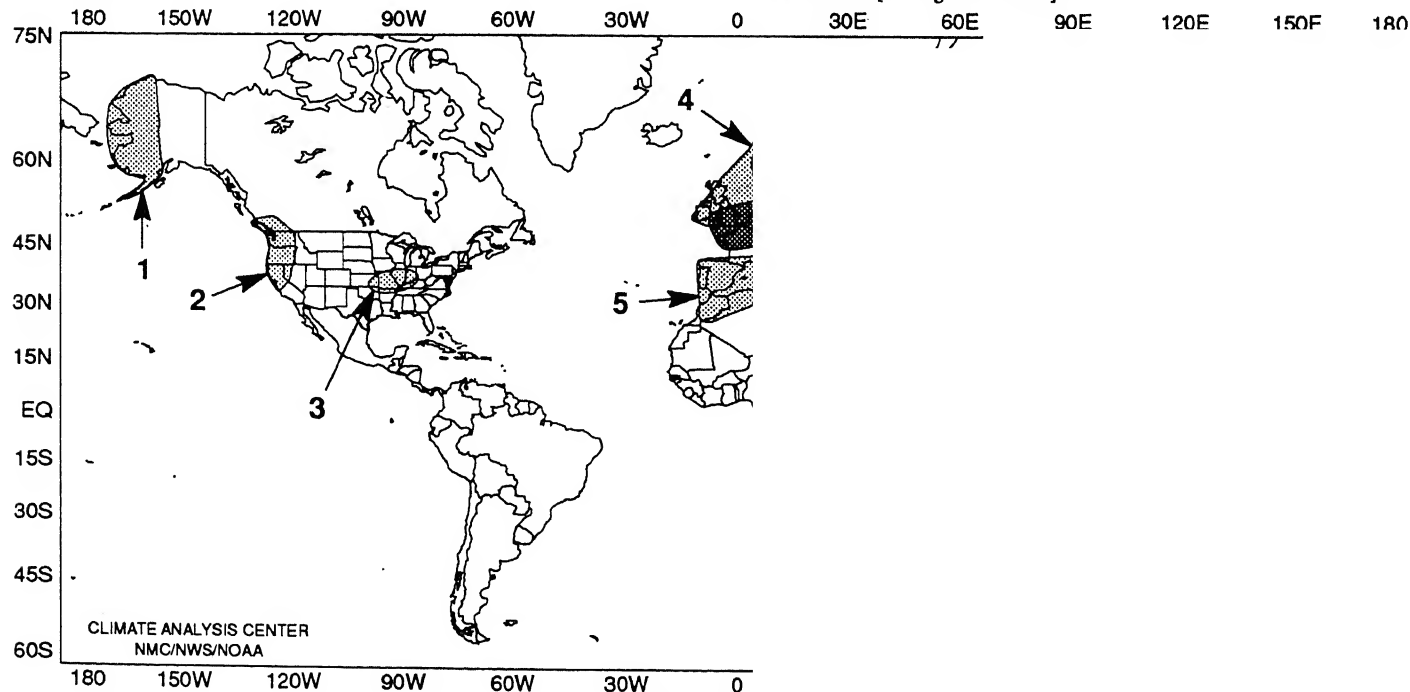 180 150W 120W 90W 60W 30W 0 30E 60E 90E 120E 150E 180
75N
4
60N
45N
1
2
30N
5
15N
3
EQ
15S
30S
45S
CLIMATE ANALYSIS CENTER
NMC/NWS/NOAA
60S
180 150W 120W 90W 60W 30W 0